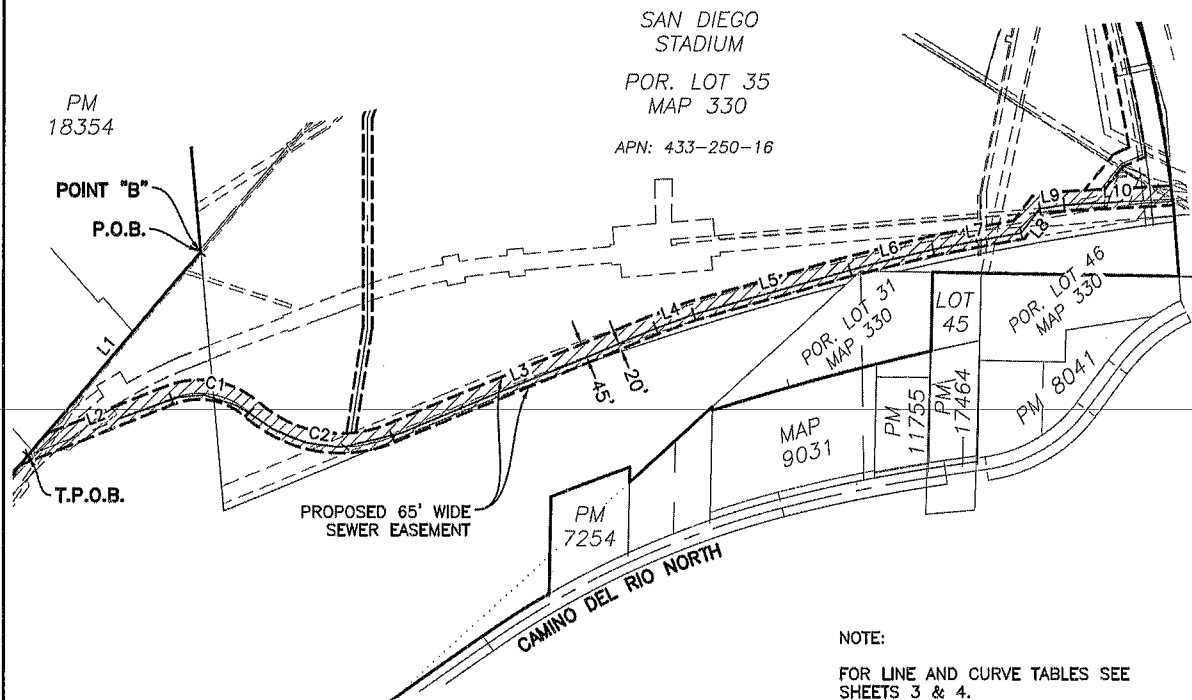 SAN DIEGO
STADIUM
POR. LOT 35
MAP 330
APN: 433-250-16
PM
18354
POINT "B"
P.O.B.
L1
L2
C1
C2
L3
L4
L5
L6
L7
L8
L9
L10
45'
20'
T.P.O.B.
PROPOSED 65' WIDE
SEWER EASEMENT
POR. LOT 31
MAP 330
LOT
45
POR. LOT 46
MAP 330
MAP
9031
PM
11755
PM
17464
PM 8041
PM
7254
CAMINO DEL RIO NORTH
NOTE:
FOR LINE AND CURVE TABLES SEE
SHEETS 3 & 4.